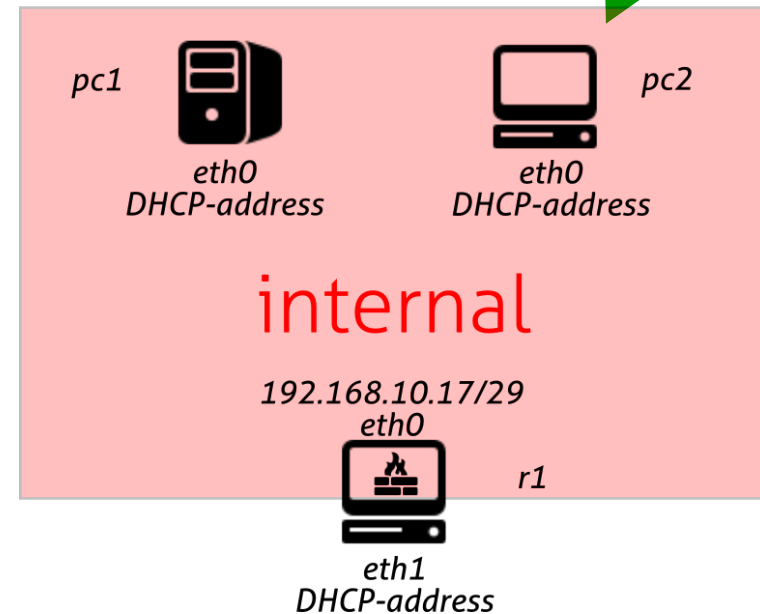 pc1
pc2
eth0
DHCP-address
eth0
DHCP-address
internal
192.168.10.17/29
eth0
r1
eth1
DHCP-address